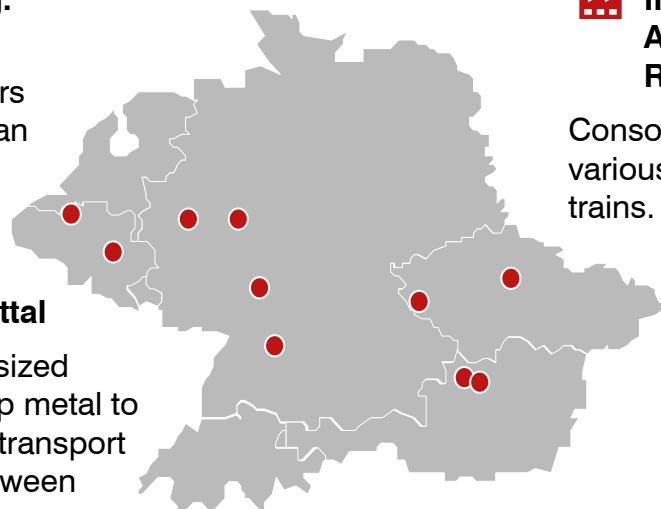 rs
an
ttal
sized
p metal to
transport
ween
A
R
Conso
various
trains.